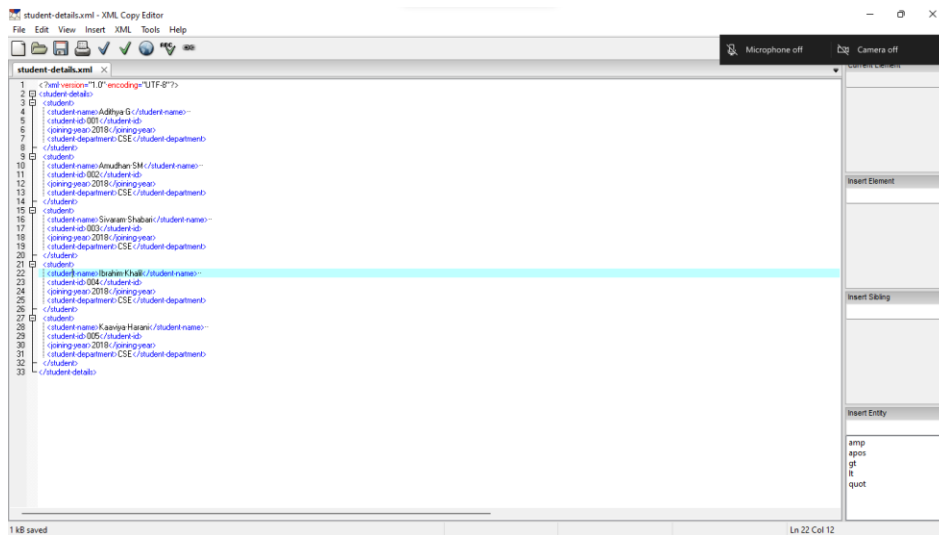 student-details.xml - XML Copy Editor
File Edit View Insert XML Tools Help
Microphone off
Camera off
student-details.xml
Current Element
1 <?xml version="1.0" encoding="UTF-8"?>
2 <student-details>
3 <student>
4 <student-name>Adithya G</student-name>
5 <student-id>001</student-id>
6 <joining-year>2018</joining-year>
7 <student-department>CSE</student-department>
8 </student>
9 <student>
10 <student-name>Amudhan SM</student-name>
11 <student-id>002</student-id>
12 <joining-year>2018</joining-year>
13 <student-department>CSE</student-department>
14 </student>
15 <student>
16 <student-name>Sivaram Shabari</student-name>
17 <student-id>003</student-id>
18 <joining-year>2018</joining-year>
19 <student-department>CSE</student-department>
20 </student>
21 <student>
22 <student-name>Ibrahim Khalil</student-name>
23 <student-id>004</student-id>
24 <joining-year>2018</joining-year>
25 <student-department>CSE</student-department>
26 </student>
27 <student>
28 <student-name>Kaaviya Harani</student-name>
29 <student-id>005</student-id>
30 <joining-year>2018</joining-year>
31 <student-department>CSE</student-department>
32 </student>
33 </student-details>
Insert Element
Insert Sibling
Insert Entity
amp
apos
gt
lt
quot
1 kB saved
Ln 22 Col 12